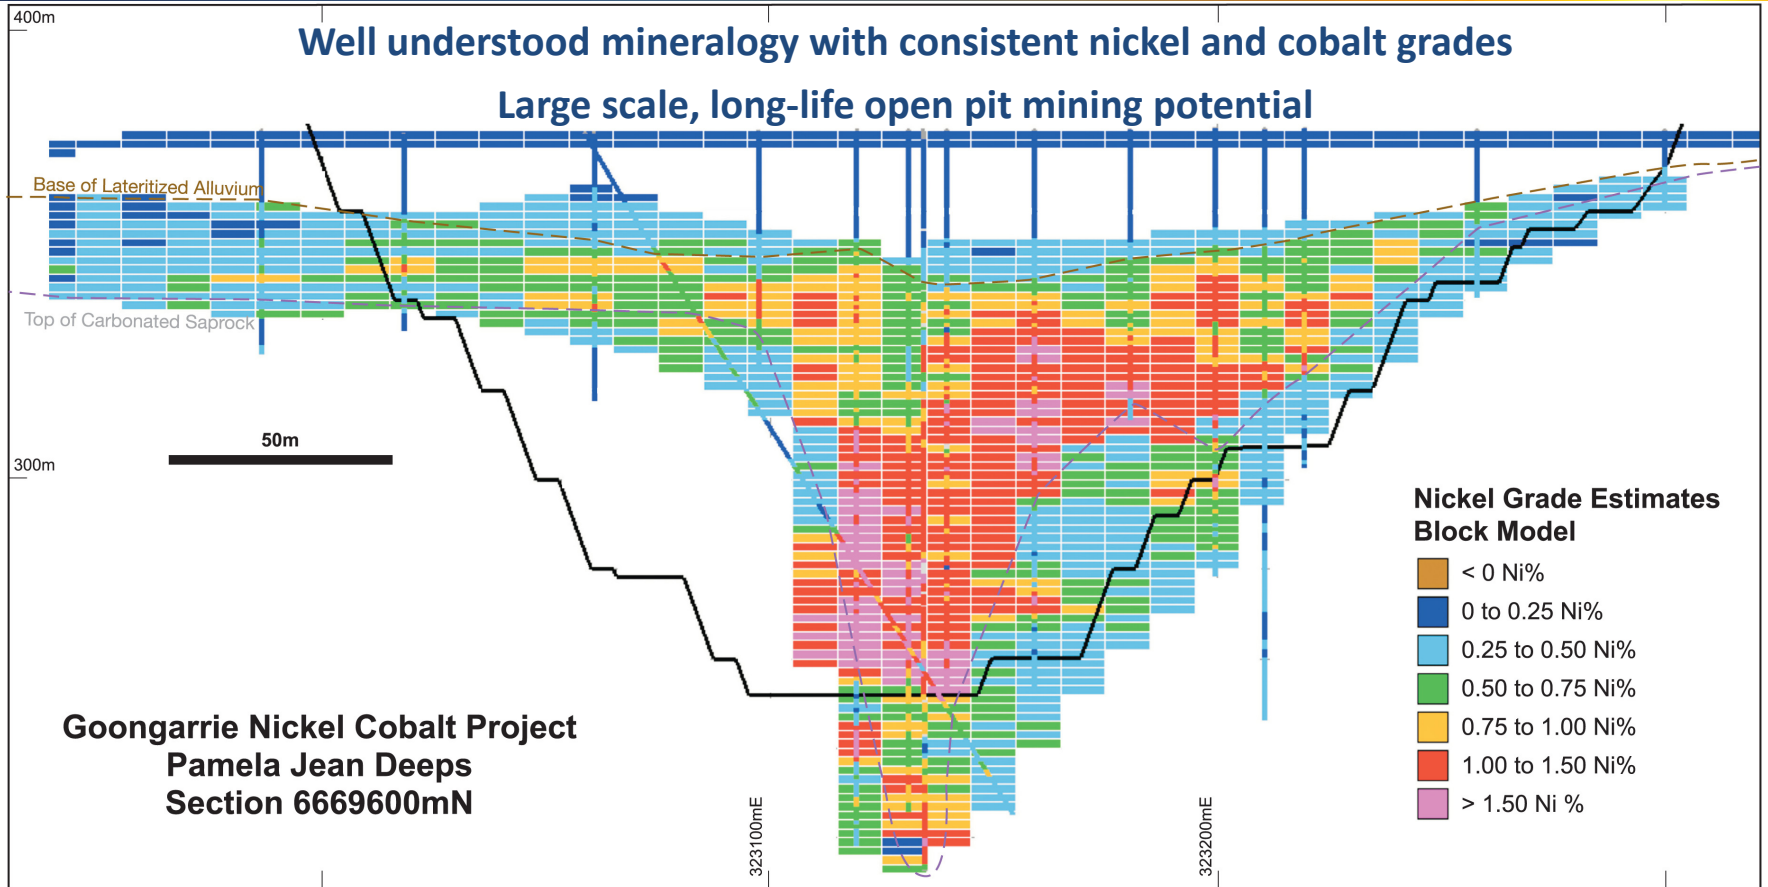 400m
Well understood mineralogy with consistent nickel and cobalt grades
Large scale, long-life open pit mining potential
Base of Lateritized Alluvium
Top of Carbonated Saprock
50m
300m
Nickel Grade Estimates
Block Model
< 0 Ni%
0 to 0.25 Ni%
0.25 to 0.50 Ni%
0.50 to 0.75 Ni%
0.75 to 1.00 Ni%
1.00 to 1.50 Ni%
> 1.50 Ni %
Goongarrie Nickel Cobalt Project
Pamela Jean Deeps
Section 6669600mN
323100mE
323200mE